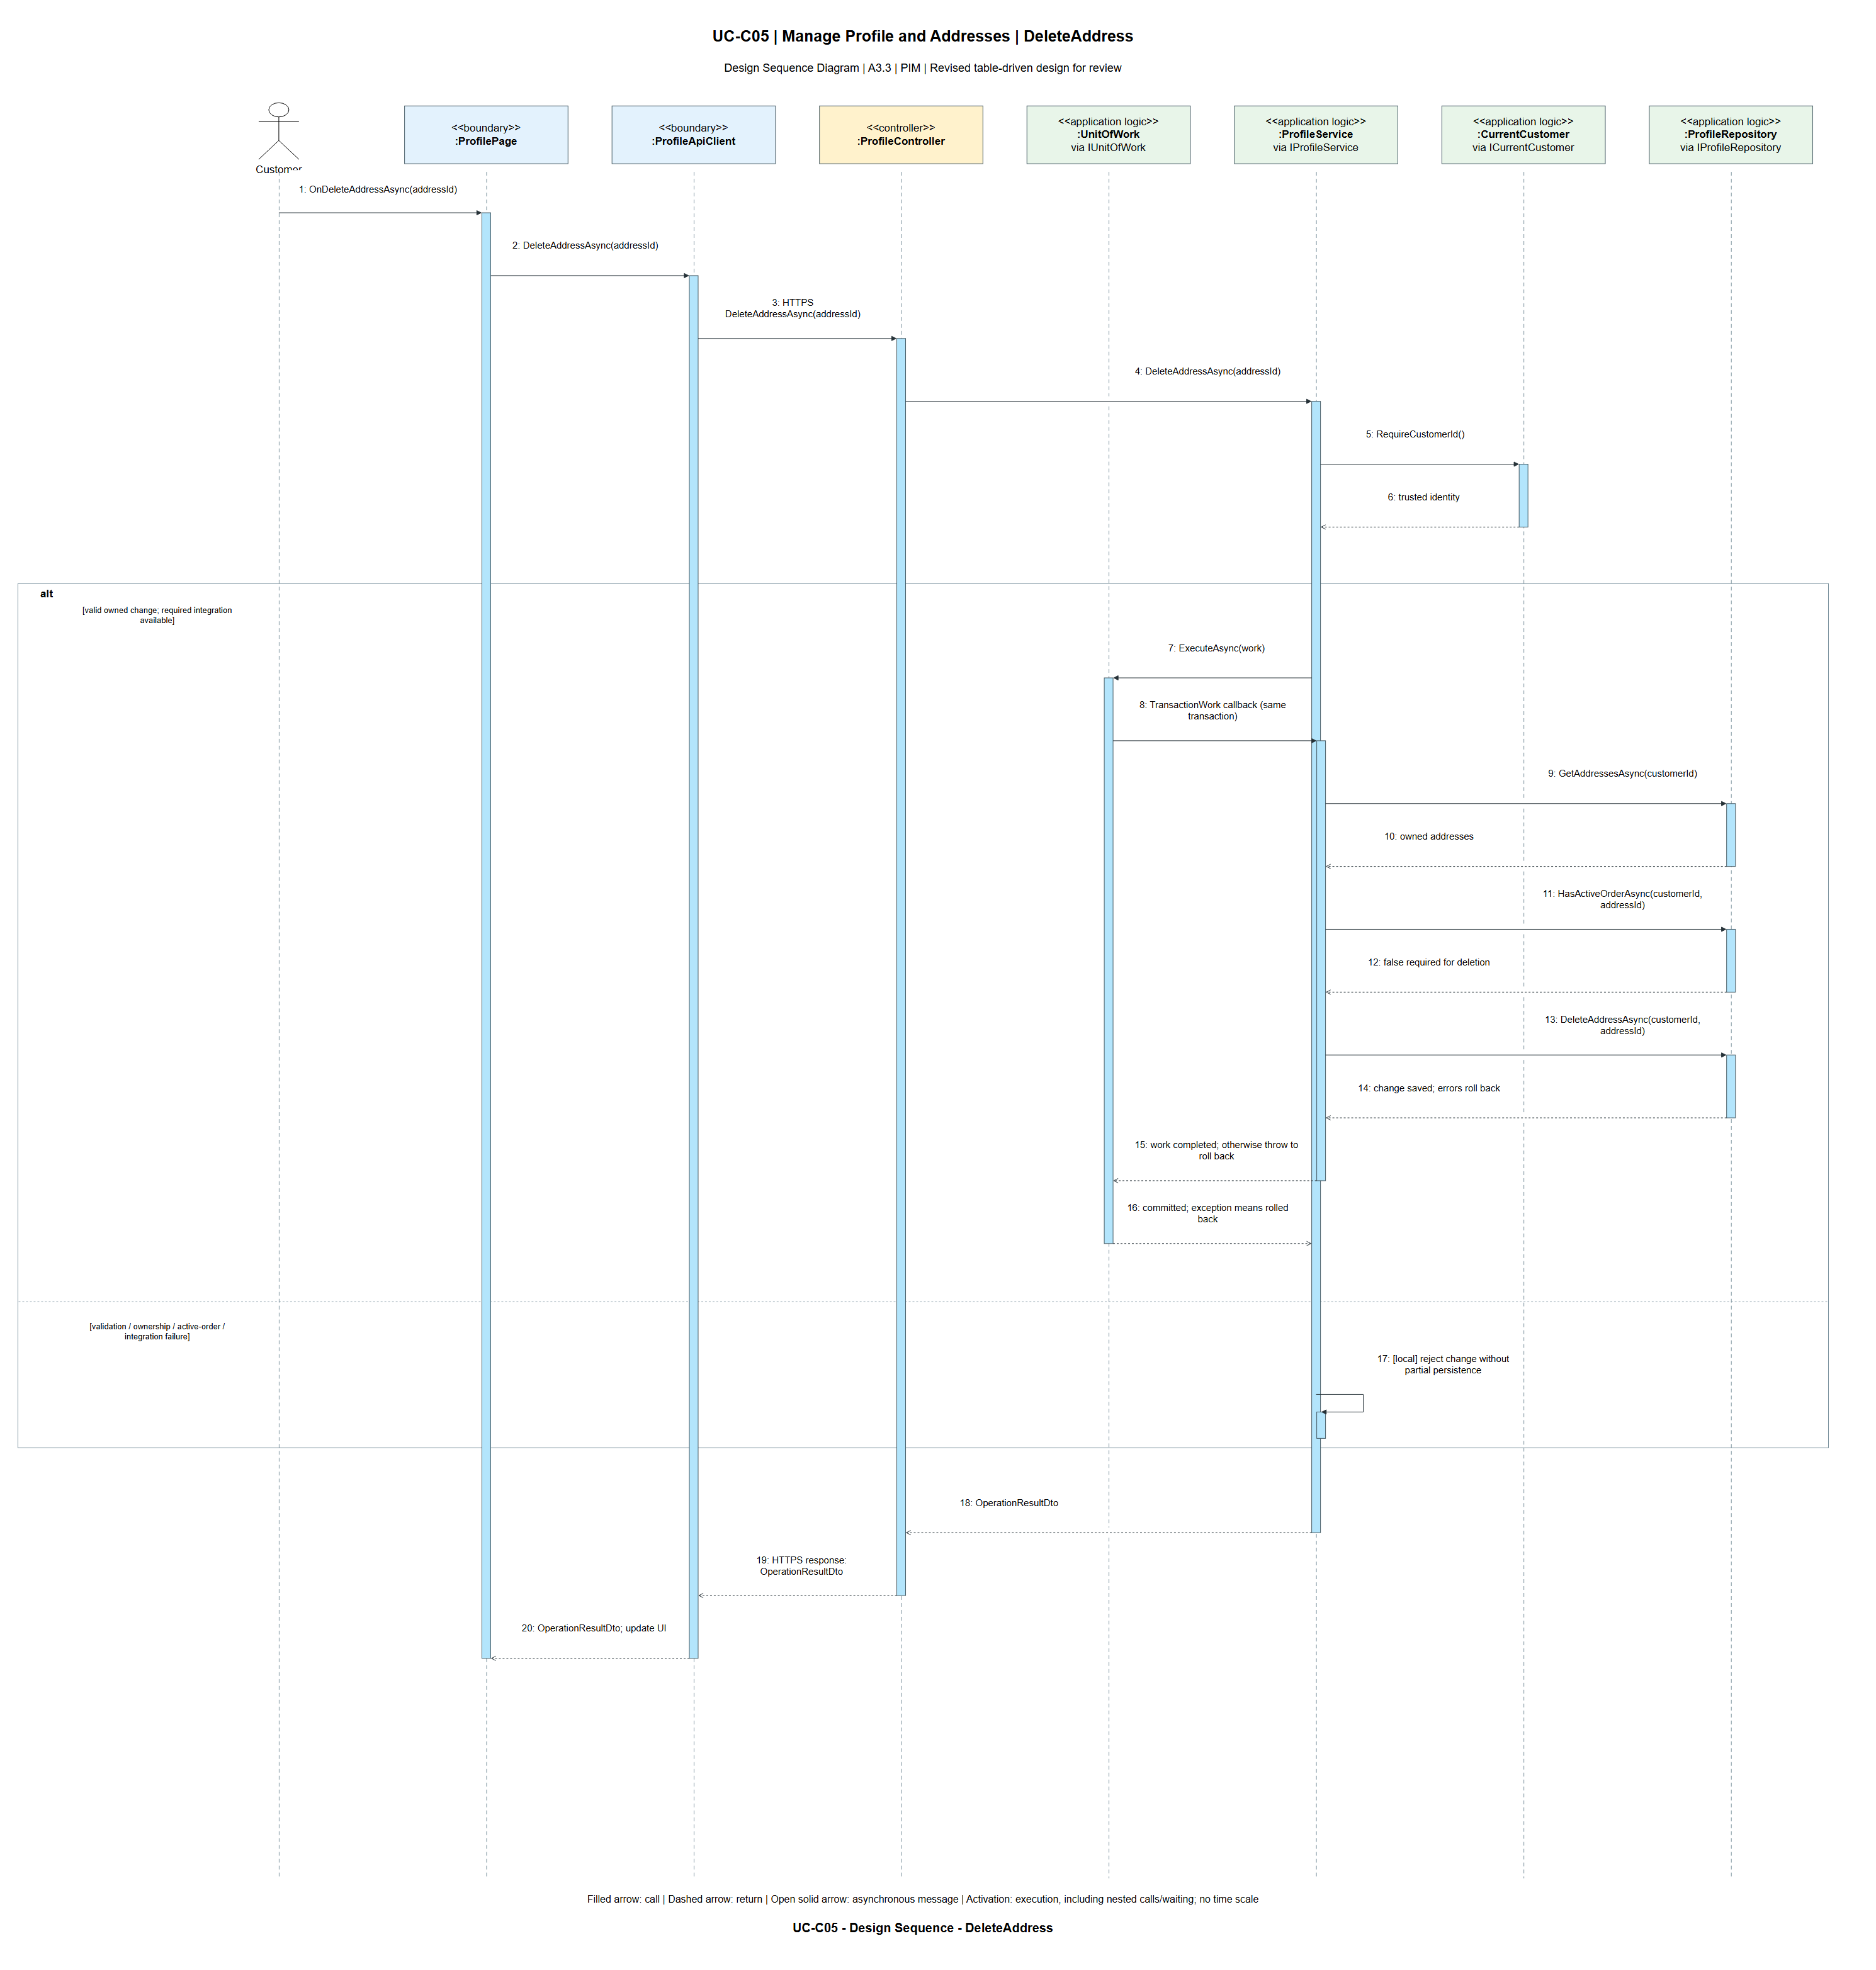 UC-C05 | Manage Profile and Addresses | DeleteAddress
Design Sequence Diagram | A3.3 | PIM | Revised table-driven design for review
Customer
<<boundary>>
:ProfilePage
<<boundary>>
:ProfileApiClient
<<controller>>
:ProfileController
<<application logic>>
:UnitOfWork
via IUnitOfWork
<<application logic>>
:ProfileService
via IProfileService
<<application logic>>
:CurrentCustomer
via ICurrentCustomer
<<application logic>>
:ProfileRepository
via IProfileRepository
1: OnDeleteAddressAsync(addressId)
2: DeleteAddressAsync(addressId)
3: HTTPS
DeleteAddressAsync(addressId)
4: DeleteAddressAsync(addressId)
5: RequireCustomerId()
6: trusted identity
alt
[valid owned change; required integration
available]
7: ExecuteAsync(work)
8: TransactionWork callback (same
transaction)
9: GetAddressesAsync(customerId)
10: owned addresses
11: HasActiveOrderAsync(customerId,
addressId)
12: false required for deletion
13: DeleteAddressAsync(customerId,
addressId)
14: change saved; errors roll back
15: work completed; otherwise throw to
roll back
16: committed; exception means rolled
back
[validation / ownership / active-order /
integration failure]
17: [local] reject change without
partial persistence
18: OperationResultDto
19: HTTPS response:
OperationResultDto
20: OperationResultDto; update UI
Filled arrow: call | Dashed arrow: return | Open solid arrow: asynchronous message | Activation: execution, including nested calls/waiting; no time scale
UC-C05 - Design Sequence - DeleteAddress